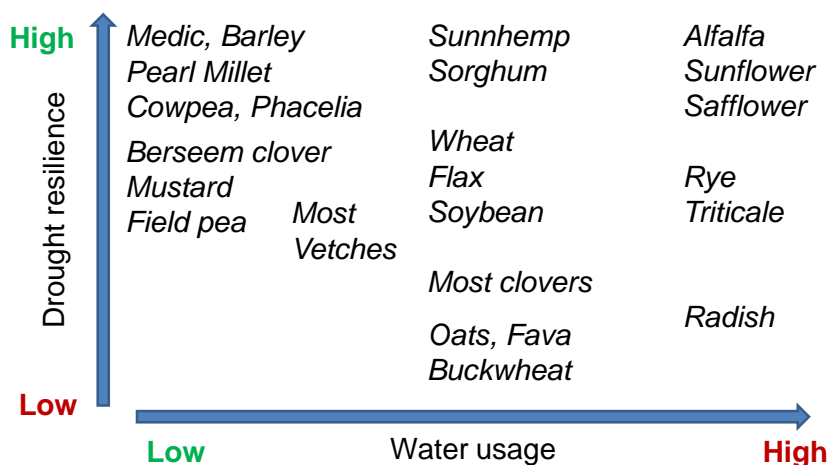 High
Drought resilience
Low
Medic, Barley
Pearl Millet
Cowpea, Phacelia
Berseem clover
Mustard
Field pea
Most
Vetches
Sunnhemp
Sorghum
Wheat
Flax
Soybean
Most clovers
Oats, Fava
Buckwheat
Alfalfa
Sunflower
Safflower
Rye
Triticale
Radish
Low
Water usage
High